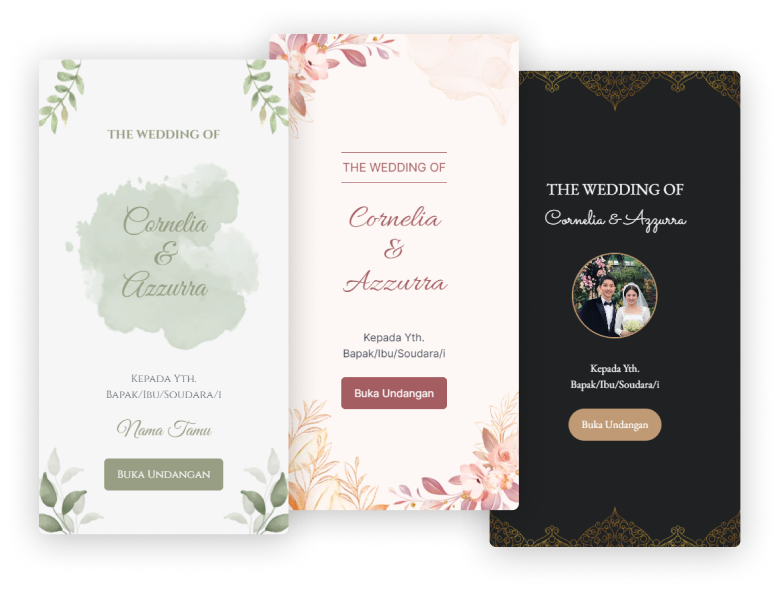 THE WEDDING OF
Cornelia
&
Azzurra
KEPADA YTH.
BAPAK/IBU/SOUDARA/I
Nama Tamu
BUKA UNDANGAN
THE WEDDING OF
Cornelia
&
Azzurra
Kepada Yth.
Bapak/Ibu/Soudara/i
Buka Undangan
THE WEDDING OF
Cornelia & Azzurra
Kepada Yth.
Bapak/Ibu/Soudara/i
Buka Undangan